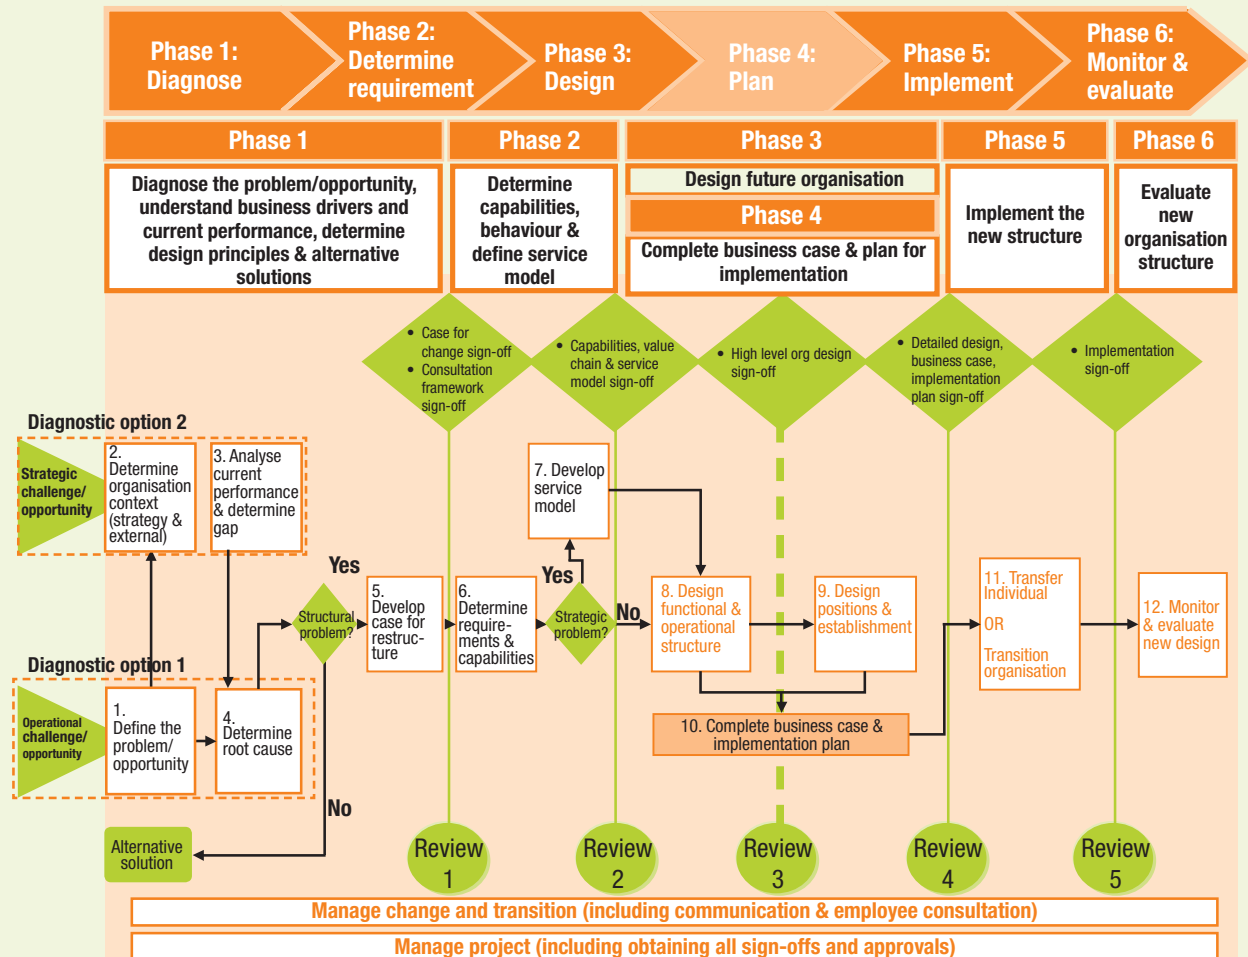 Phase 1:
Diagnose
Phase 2:
Determine
requirement
Phase 3:
Design
Phase 4:
Plan
Phase 5:
Implement
Phase 6:
Monitor &
evaluate
Phase 1
Phase 2
Phase 3
Phase 5
Phase 6
Diagnose the problem/opportunity,
understand business drivers and
current performance, determine
design principles & alternative
solutions
Determine
capabilities,
behaviour &
define service
model
Design future organisation
Phase 4
Complete business case & plan for
implementation
Implement the
new structure
Evaluate
new
organisation
structure
• Case for
change sign-off
• Consultation
framework
sign-off
• Capabilities, value
chain & service
model sign-off
• High level org design
sign-off
• Detailed design,
business case,
implementation
plan sign-off
• Implementation
sign-off
Diagnostic option 2
Strategic
challenge/
opportunity
2.
Determine
organisation
context
(strategy &
external)
3. Analyse
current
performance
& determine
gap
7. Develop
service
model
Yes
Structural
problem?
5.
Develop
case for
restruc-
ture
6.
Determine
require-
ments &
capabilities
Yes
Strategic
problem?
No
8. Design
functional &
operational
structure
9. Design
positions &
establishment
11. Transfer
Individual
OR
Transition
organisation
12. Monitor
& evaluate
new design
Diagnostic option 1
Operational
challenge/
opportunity
1.
Define the
problem/
opportunity
4.
Determine
root cause
10. Complete business case &
implementation plan
No
Alternative
solution
Review
1
Review
2
Review
3
Review
4
Review
5
Manage change and transition (including communication & employee consultation)
Manage project (including obtaining all sign-offs and approvals)